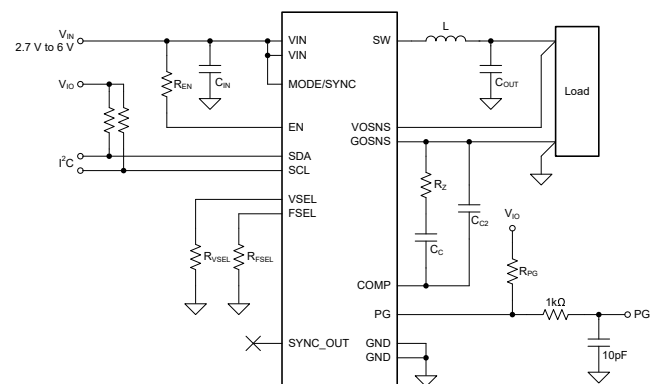 VIN
2.7 V to 6 V
VIO
REN
CIN
I2C
RVSEL
RFSEL
VIN
VIN
MODE/SYNC
EN
SDA
SCL
VSEL
FSEL
SYNC_OUT
SW
VOSNS
GOSNS
COMP
PG
GND
GND
L
COUT
Load
RZ
CC
CC2
VIO
RPG
1kΩ
PG
10pF